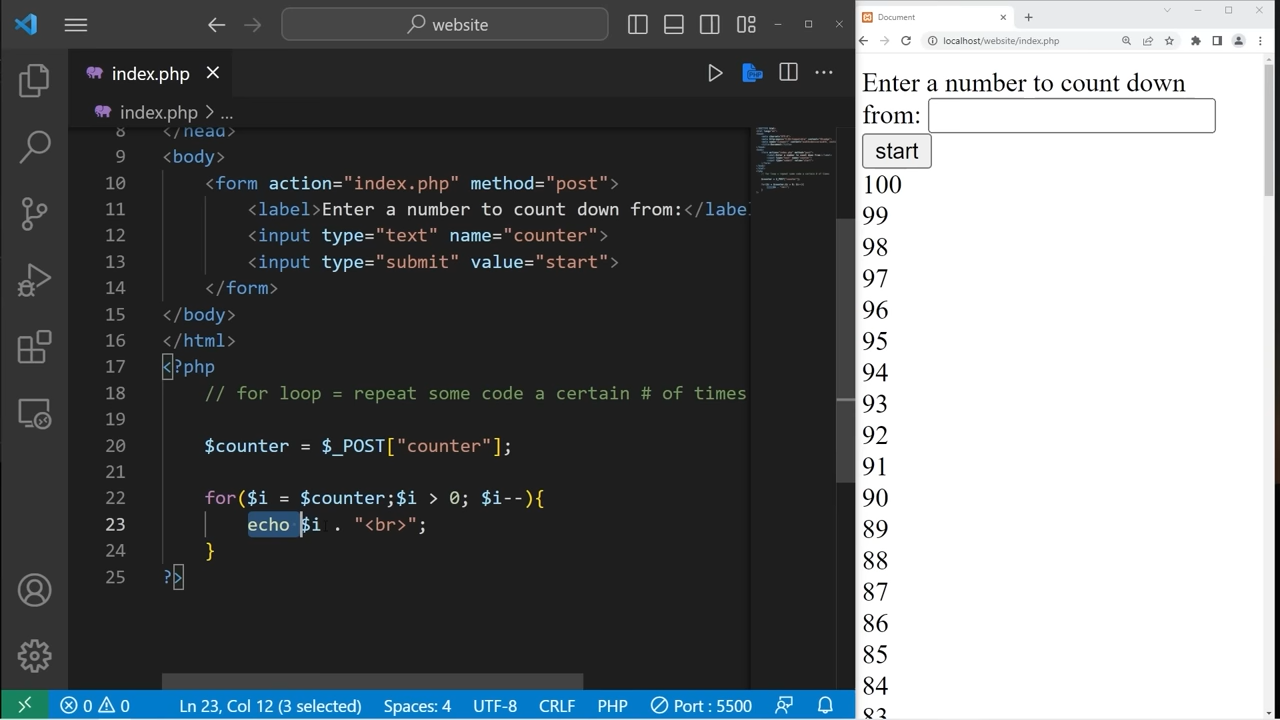 website
index.php
index.php > ...
8 </head>
9 <body>
10 <form action="index.php" method="post">
11 <label>Enter a number to count down from:</labe
12 <input type="text" name="counter">
13 <input type="submit" value="start">
14 </form>
15 </body>
16 </html>
17 <?php
18 // for loop = repeat some code a certain # of times
19
20 $counter = $_POST["counter"];
21
22 for($i = $counter;$i > 0; $i--){
23 echo $i . "<br>";
24 }
25 ?>
0 0 Ln 23, Col 12 (3 selected) Spaces: 4 UTF-8 CRLF PHP Port : 5500
Document
localhost/website/index.php
Enter a number to count down
from:
start
100
99
98
97
96
95
94
93
92
91
90
89
88
87
86
85
84
83